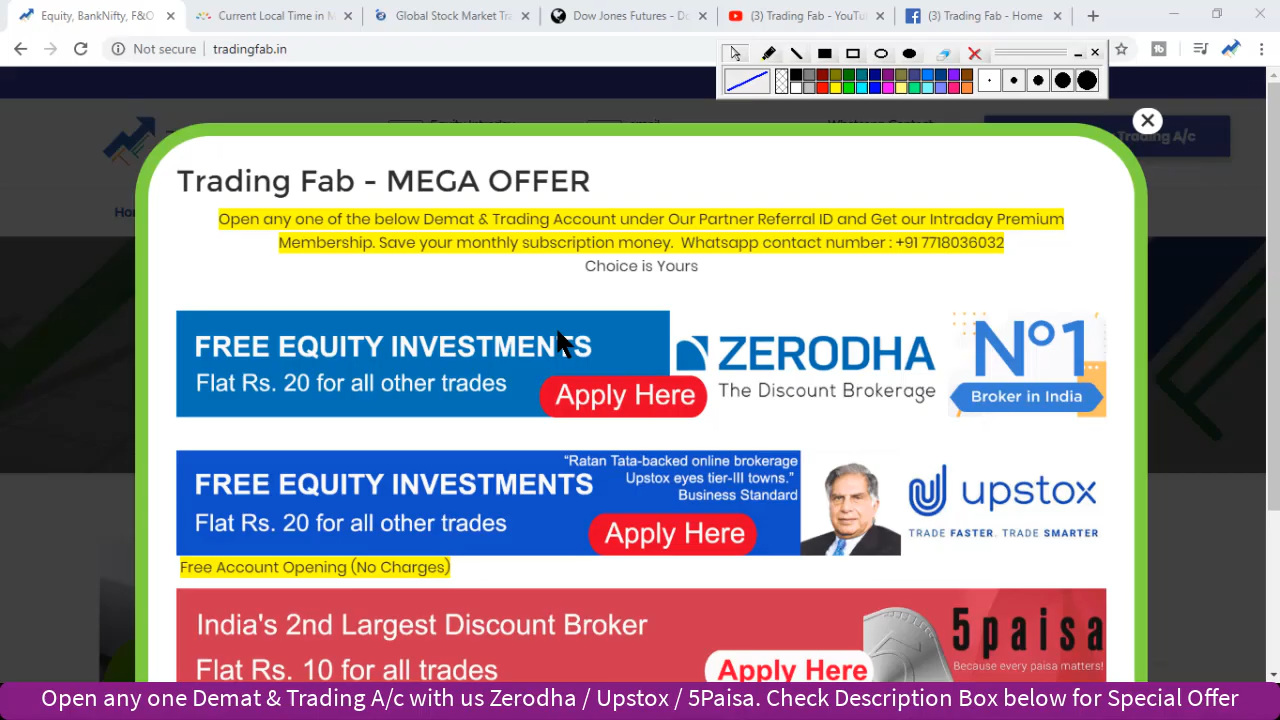 Equity, BankNifty, F&O
Current Local Time in
Global Stock Market Tra
Dow Jones Futures - Do
(3) Trading Fab - YouTu
(3) Trading Fab - Home
Not secure
tradingfab.in
Trading A/c
Trading Fab - MEGA OFFER
Open any one of the below Demat & Trading Account under Our Partner Referral ID and Get our Intraday Premium
Membership. Save your monthly subscription money. Whatsapp contact number : +91 7718036032
Choice is Yours
FREE EQUITY INVESTMENTS
Flat Rs. 20 for all other trades
Apply Here
ZERODHA
The Discount Brokerage
Nº1
Broker in India
FREE EQUITY INVESTMENTS
Flat Rs. 20 for all other trades
"Ratan Tata-backed online brokerage
Upstox eyes tier-III towns."
Business Standard
Apply Here
upstox
TRADE FASTER. TRADE SMARTER
Free Account Opening (No Charges)
India's 2nd Largest Discount Broker
Flat Rs. 10 for all trades
Apply Here
5paisa
Because every paisa matters!
Open any one Demat & Trading A/c with us Zerodha / Upstox / 5Paisa. Check Description Box below for Special Offer